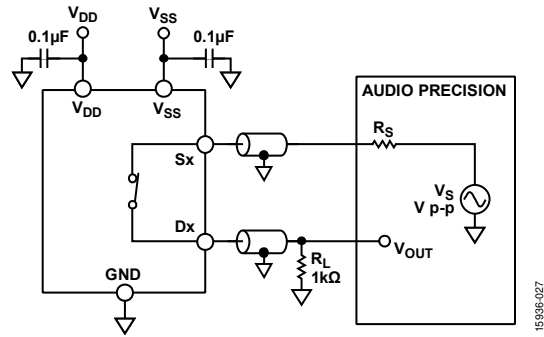 VDD VSS
0.1µF 0.1µF
VDD VSS
AUDIO PRECISION
RS
Sx
VS
V p-p
Dx
VOUT
RL
1kΩ
GND
15936-027